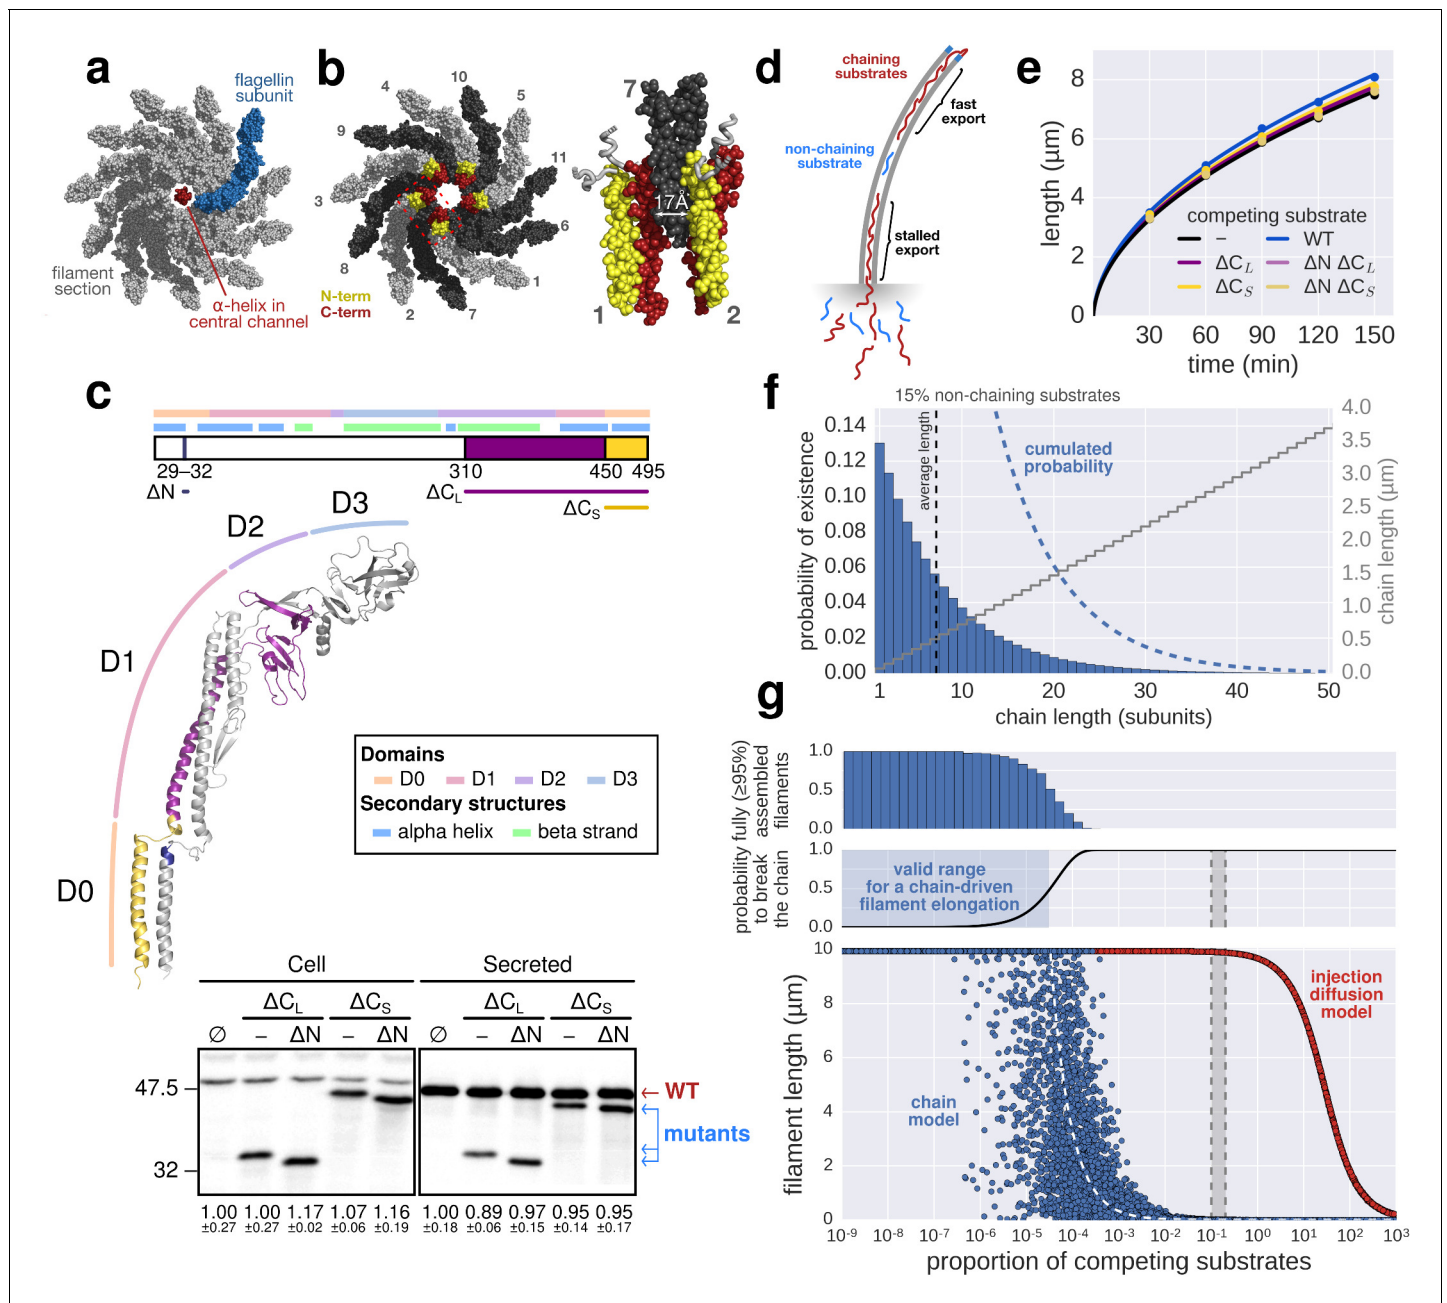 a
flagellin
subunit
filament
section
α-helix in
central channel
b
10
4
5
9
11
3
6
8
1
2
7
N-term
C-term
7
17Å
1
2
d
chaining
substrates
fast
export
non-chaining
substrate
stalled
export
e
length (µm)
8
6
4
2
0
competing substrate
–
WT
ΔC_L
ΔN ΔC_L
ΔC_S
ΔN ΔC_S
30 60 90 120 150
time (min)
c
29–32
310
450 495
ΔN
ΔC_L
ΔC_S
D3
D2
D1
D0
Domains
D0 D1 D2 D3
Secondary structures
alpha helix beta strand
Cell Secreted
ΔC_L ΔC_S ΔC_L ΔC_S
∅ – ΔN – ΔN ∅ – ΔN – ΔN
47.5
32
WT
mutants
1.00 1.00 1.17 1.07 1.16 1.00 0.89 0.97 0.95 0.95
±0.27 ±0.27 ±0.02 ±0.06 ±0.19 ±0.18 ±0.06 ±0.15 ±0.14 ±0.17
f
15% non-chaining substrates
probability of existence
0.14
0.12
0.10
0.08
0.06
0.04
0.02
0.00
average length
cumulated
probability
4.0
3.5
3.0
2.5
2.0
1.5
1.0
0.5
0.0
chain length (µm)
1 10 20 30 40 50
chain length (subunits)
g
probability fully (≥95%)
assembled
filaments
1.0
0.5
0.0
probability
to break
the chain
1.0
0.5
0.0
valid range
for a chain-driven
filament elongation
filament length (µm)
10
8
6
4
2
0
chain
model
injection
diffusion
model
10⁻⁹ 10⁻⁸ 10⁻⁷ 10⁻⁶ 10⁻⁵ 10⁻⁴ 10⁻³ 10⁻² 10⁻¹ 10⁰ 10¹ 10² 10³
proportion of competing substrates